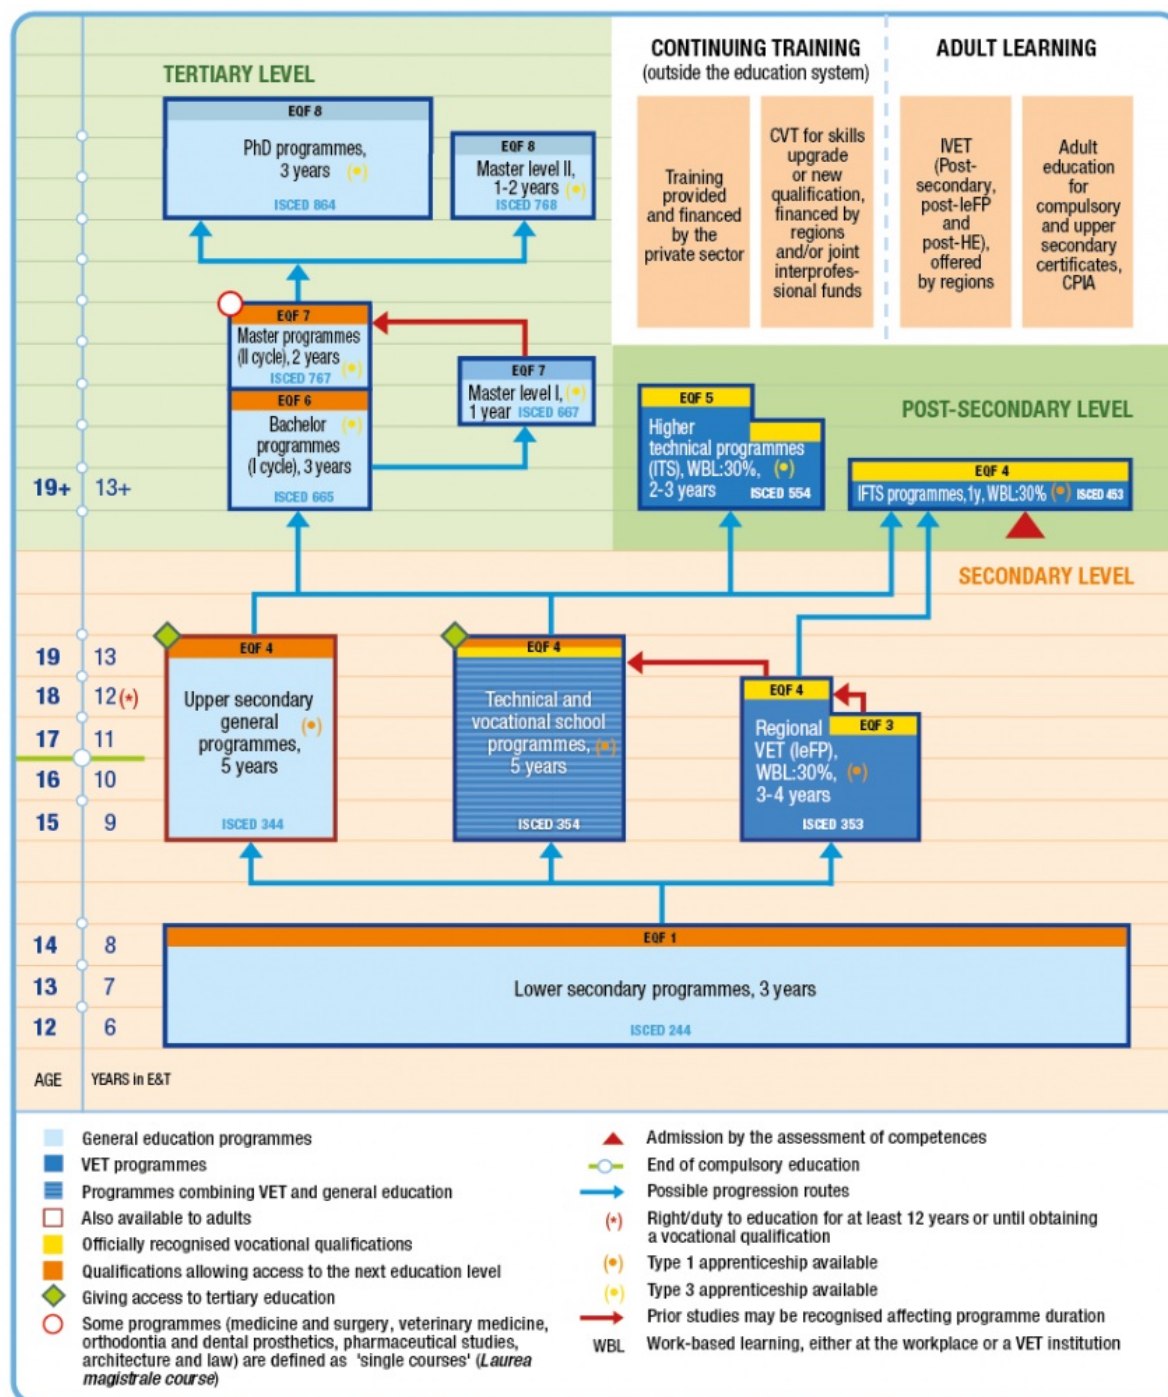 TERTIARY LEVEL
EQF 8
PhD programmes,
3 years (•)
ISCED 864
EQF 8
Master level II,
1-2 years (•)
ISCED 768
EQF 7
Master programmes
(II cycle), 2 years
(•)
ISCED 767
EQF 6
Bachelor (•)
programmes
(I cycle), 3 years
ISCED 665
EQF 7
Master level I, (•)
1 year ISCED 667
CONTINUING TRAINING
(outside the education system)
Training
provided
and financed
by the
private sector
CVT for skills
upgrade
or new
qualification,
financed by
regions
and/or joint
interprofes-
sional funds
ADULT LEARNING
IVET
(Post-
secondary,
post-IeFP
and
post-HE),
offered
by regions
Adult
education
for
compulsory
and upper
secondary
certificates,
CPIA
POST-SECONDARY LEVEL
EQF 5
Higher
technical programmes
(ITS), WBL:30%, (•)
2-3 years ISCED 554
EQF 4
IFTS programmes,1y, WBL:30% (•) ISCED 453
SECONDARY LEVEL
EQF 4
Upper secondary
general (•)
programmes,
5 years
ISCED 344
EQF 4
Technical and
vocational school
programmes, (•)
5 years
ISCED 354
EQF 4
EQF 3
Regional
VET (IeFP),
WBL:30%, (•)
3-4 years
ISCED 353
EQF 1
Lower secondary programmes, 3 years
ISCED 244
19+ 13+
19 13
18 12(*)
17 11
16 10
15 9
14 8
13 7
12 6
AGE YEARS in E&T
General education programmes
VET programmes
Programmes combining VET and general education
Also available to adults
Officially recognised vocational qualifications
Qualifications allowing access to the next education level
Giving access to tertiary education
Some programmes (medicine and surgery, veterinary medicine,
orthodontia and dental prosthetics, pharmaceutical studies,
architecture and law) are defined as 'single courses' (Laurea
magistrale course)
Admission by the assessment of competences
End of compulsory education
Possible progression routes
(*) Right/duty to education for at least 12 years or until obtaining
a vocational qualification
(•) Type 1 apprenticeship available
(•) Type 3 apprenticeship available
Prior studies may be recognised affecting programme duration
WBL Work-based learning, either at the workplace or a VET institution